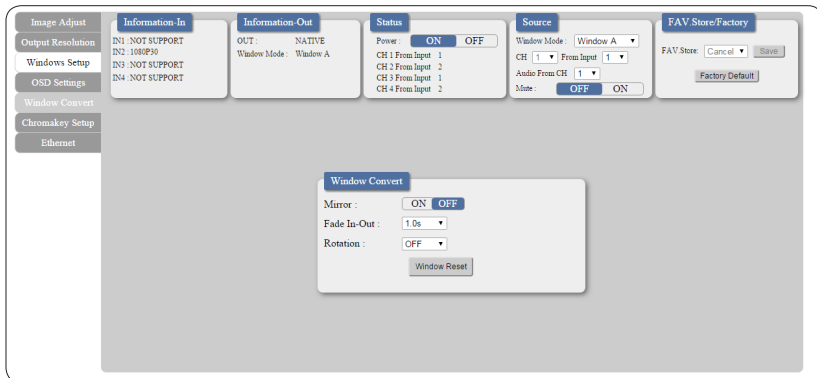 Image Adjust
Output Resolution
Windows Setup
OSD Settings
Window Convert
Chromakey Setup
Ethernet
Information-In
IN1 : NOT SUPPORT
IN2 : 1080P30
IN3 : NOT SUPPORT
IN4 : NOT SUPPORT
Information-Out
OUT : NATIVE
Window Mode : Window A
Status
Power : ON OFF
CH 1 From Input 1
CH 2 From Input 2
CH 3 From Input 1
CH 4 From Input 2
Source
Window Mode : Window A
CH 1 From Input 1
Audio From CH 1
Mute : OFF ON
FAV.Store/Factory
FAV.Store: Cancel Save
Factory Default
Window Convert
Mirror : ON OFF
Fade In-Out : 1.0s
Rotation : OFF
Window Reset